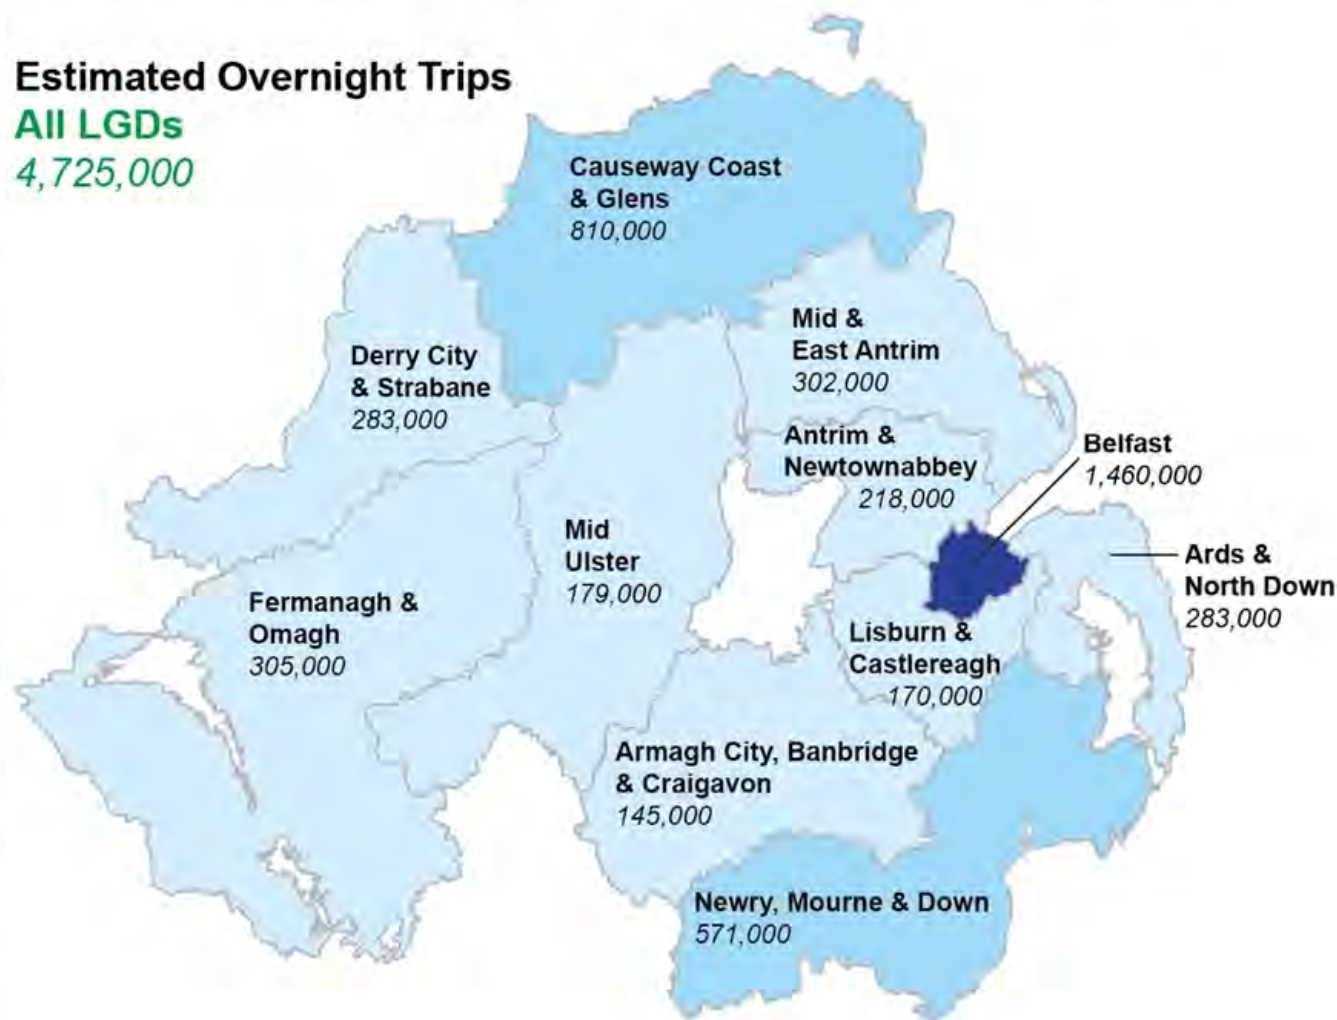 Estimated Overnight Trips
All LGDs
4,725,000
Causeway Coast
& Glens
810,000
Mid &
East Antrim
302,000
Derry City
& Strabane
283,000
Antrim &
Newtownabbey
218,000
Belfast
1,460,000
Mid
Ulster
179,000
Ards &
North Down
283,000
Fermanagh &
Omagh
305,000
Lisburn &
Castlereagh
170,000
Armagh City, Banbridge
& Craigavon
145,000
Newry, Mourne & Down
571,000